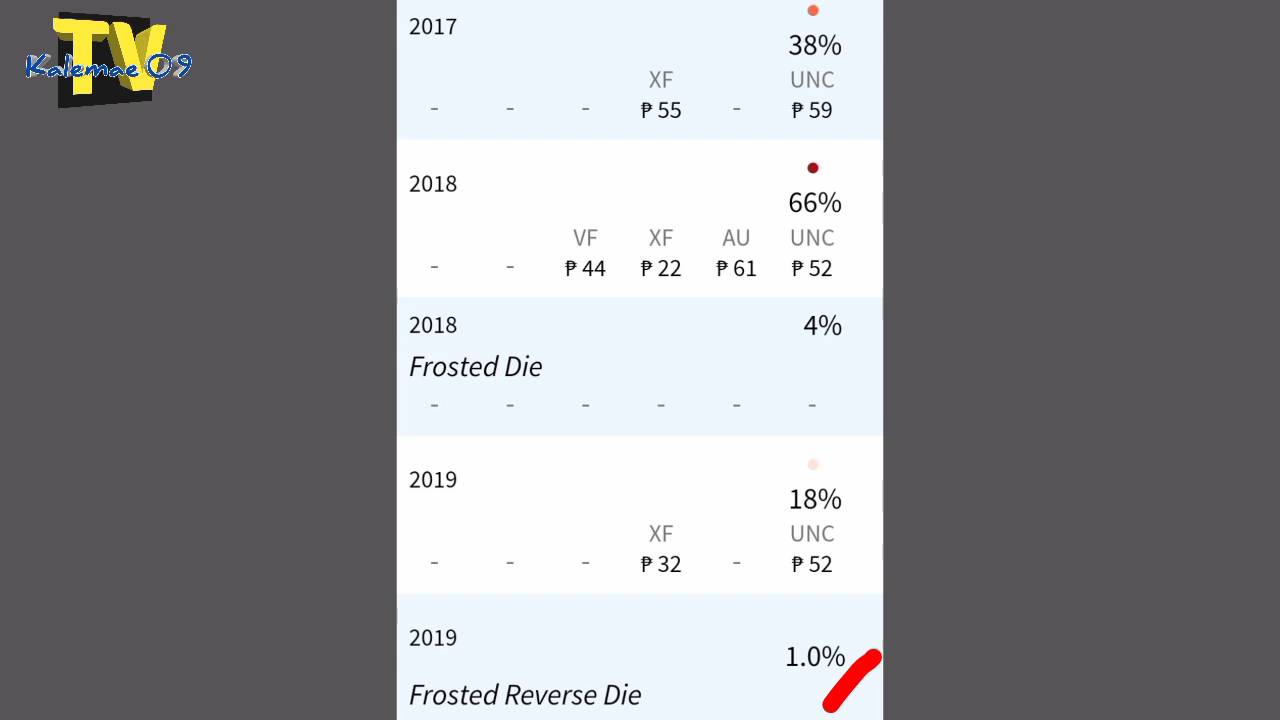 TV
Kalemae 09
2017
38%
XF UNC
- - - ₱ 55 - ₱ 59
2018
66%
VF XF AU UNC
- - ₱ 44 ₱ 22 ₱ 61 ₱ 52
2018 4%
Frosted Die
- - - - - -
2019
18%
XF UNC
- - - ₱ 32 - ₱ 52
2019
1.0%
Frosted Reverse Die